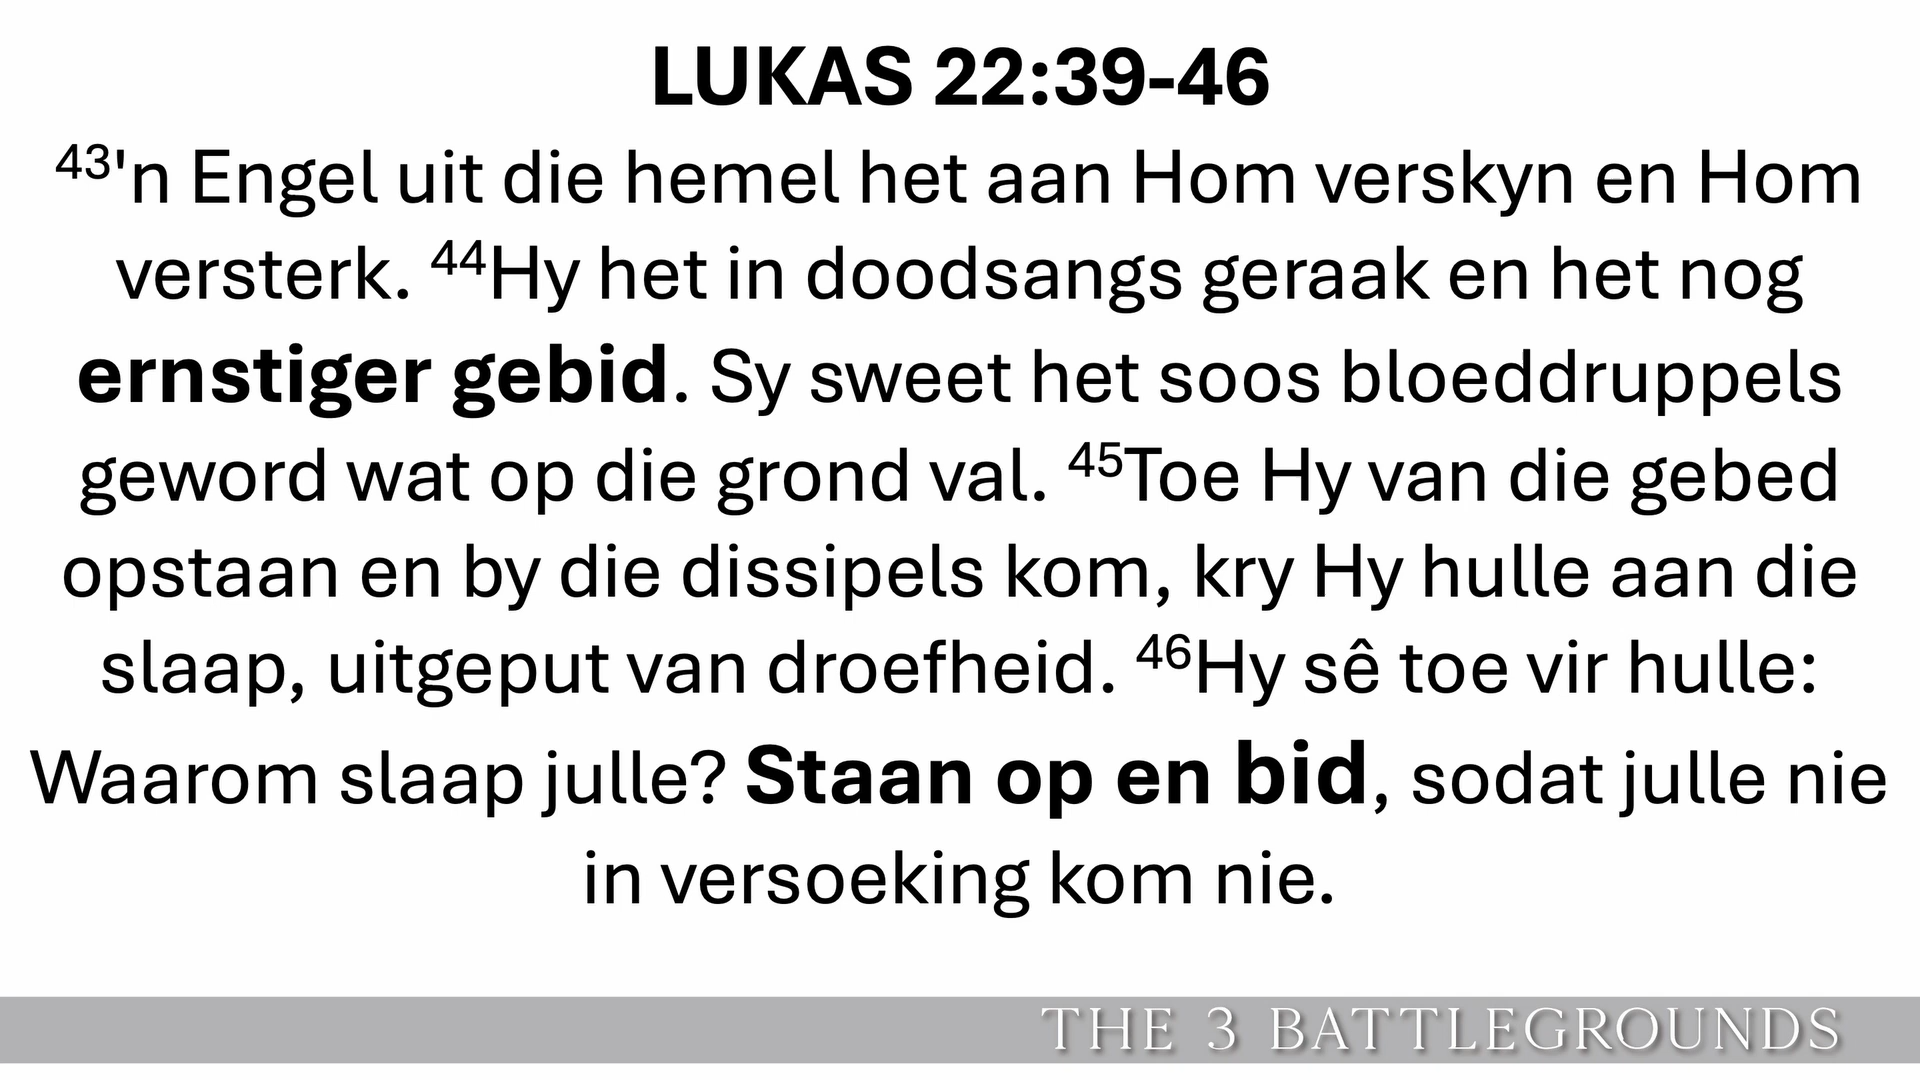 LUKAS 22:39-46
⁴³'n Engel uit die hemel het aan Hom verskyn en Hom
versterk. ⁴⁴Hy het in doodsangs geraak en het nog
ernstiger gebid. Sy sweet het soos bloeddruppels
geword wat op die grond val. ⁴⁵Toe Hy van die gebed
opstaan en by die dissipels kom, kry Hy hulle aan die
slaap, uitgeput van droefheid. ⁴⁶Hy sê toe vir hulle:
Waarom slaap julle? Staan op en bid, sodat julle nie
in versoeking kom nie.
THE 3 BATTLEGROUNDS